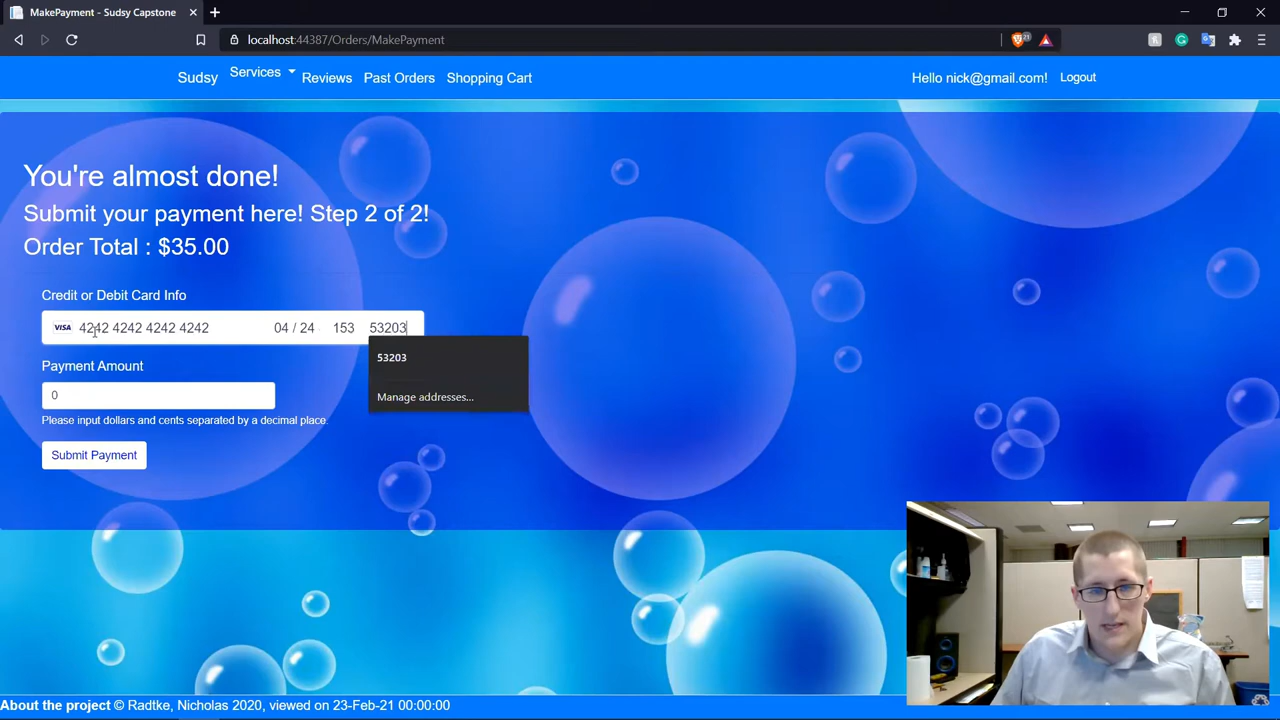 MakePayment - Sudsy Capstone
localhost:44387/Orders/MakePayment
21
Sudsy Services Reviews Past Orders Shopping Cart Hello nick@gmail.com! Logout
You're almost done!
Submit your payment here! Step 2 of 2!
Order Total : $35.00
Credit or Debit Card Info
VISA 4242 4242 4242 4242 04 / 24 153 53203
53203
Manage addresses...
Payment Amount
0
Please input dollars and cents separated by a decimal place.
Submit Payment
About the project © Radtke, Nicholas 2020, viewed on 23-Feb-21 00:00:00